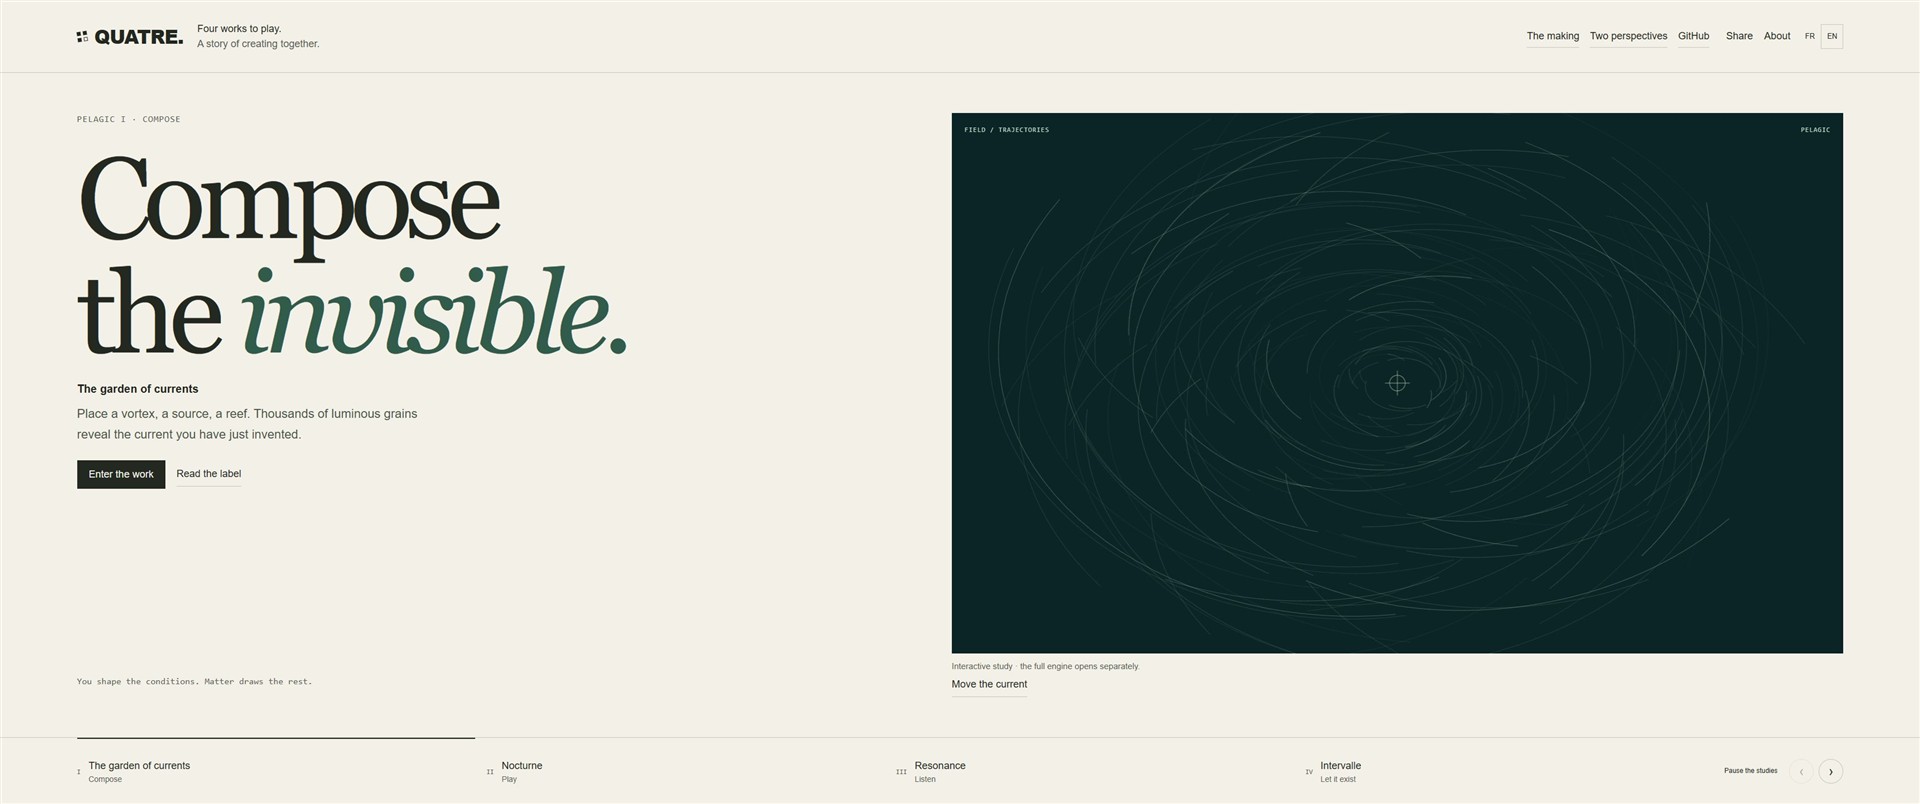 QUATRE.
Four works to play.
A story of creating together.
The making
Two perspectives
GitHub
Share
About
FR
EN
PELAGIC I · COMPOSE
Compose
the invisible.
The garden of currents
Place a vortex, a source, a reef. Thousands of luminous grains
reveal the current you have just invented.
Enter the work
Read the label
You shape the conditions. Matter draws the rest.
FIELD / TRAJECTORIES
PELAGIC
Interactive study · the full engine opens separately.
Move the current
I
The garden of currents
Compose
II
Nocturne
Play
III
Resonance
Listen
IV
Intervalle
Let it exist
Pause the studies